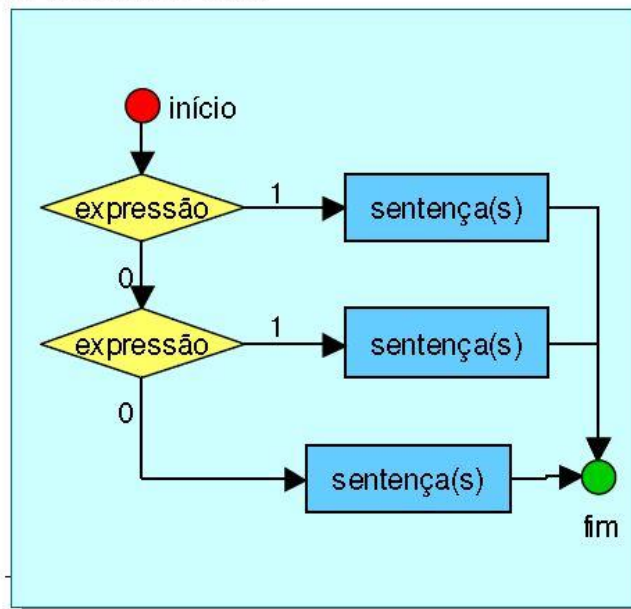 início
expressão
1
sentença(s)
0
expressão
1
sentença(s)
0
sentença(s)
fim